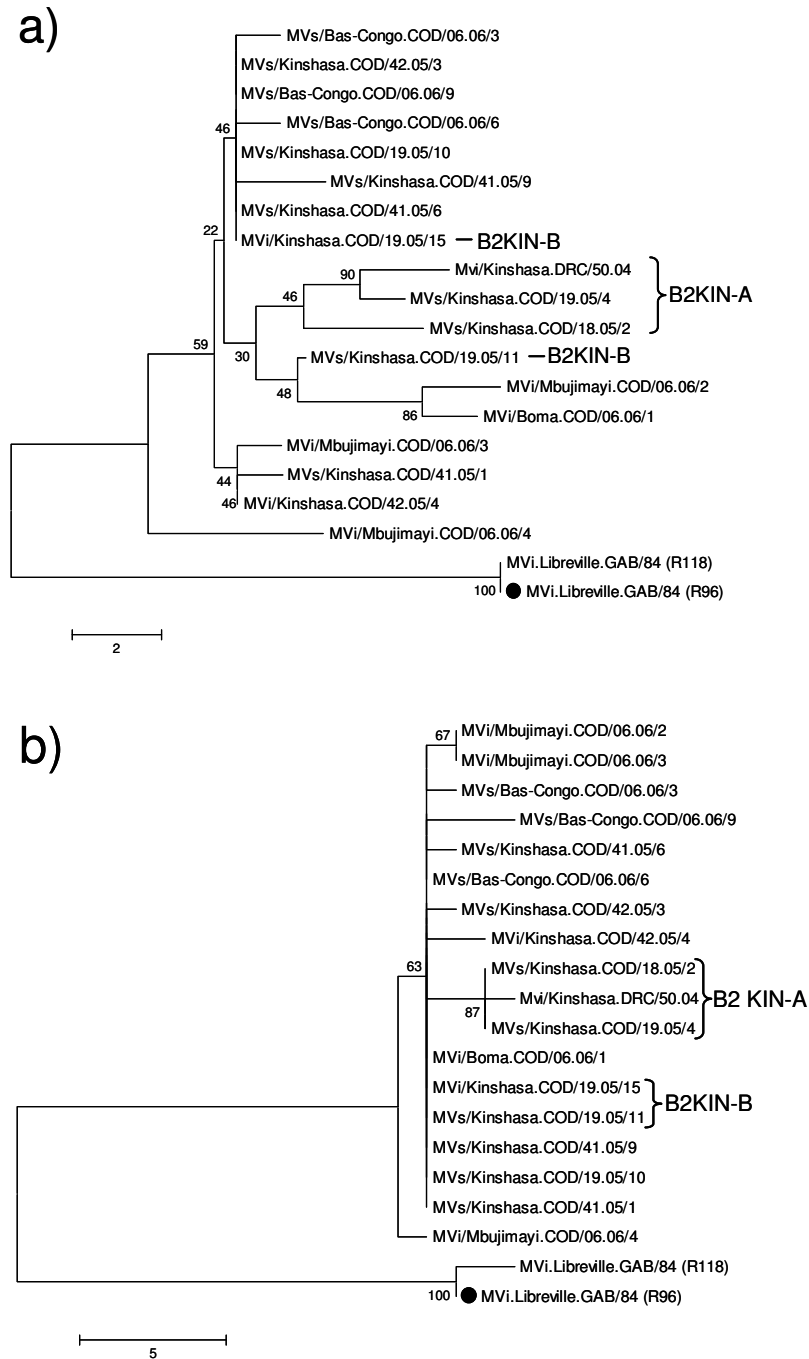 a)
MVs/Bas-Congo.COD/06.06/3
MVs/Kinshasa.COD/42.05/3
MVs/Bas-Congo.COD/06.06/9
46
MVs/Bas-Congo.COD/06.06/6
MVs/Kinshasa.COD/19.05/10
MVs/Kinshasa.COD/41.05/9
MVs/Kinshasa.COD/41.05/6
22
MVi/Kinshasa.COD/19.05/15 B2KIN-B
90
Mvi/Kinshasa.DRC/50.04
46
MVs/Kinshasa.COD/19.05/4
B2KIN-A
MVs/Kinshasa.COD/18.05/2
59
30
MVs/Kinshasa.COD/19.05/11 B2KIN-B
48
MVi/Mbujimayi.COD/06.06/2
86
MVi/Boma.COD/06.06/1
MVi/Mbujimayi.COD/06.06/3
44
MVs/Kinshasa.COD/41.05/1
46
MVi/Kinshasa.COD/42.05/4
MVi/Mbujimayi.COD/06.06/4
MVi.Libreville.GAB/84 (R118)
100
MVi.Libreville.GAB/84 (R96)
2
b)
67
MVi/Mbujimayi.COD/06.06/2
MVi/Mbujimayi.COD/06.06/3
MVs/Bas-Congo.COD/06.06/3
MVs/Bas-Congo.COD/06.06/9
MVs/Kinshasa.COD/41.05/6
MVs/Bas-Congo.COD/06.06/6
MVs/Kinshasa.COD/42.05/3
MVi/Kinshasa.COD/42.05/4
63
MVs/Kinshasa.COD/18.05/2
Mvi/Kinshasa.DRC/50.04
B2 KIN-A
87
MVs/Kinshasa.COD/19.05/4
MVi/Boma.COD/06.06/1
MVi/Kinshasa.COD/19.05/15
B2KIN-B
MVs/Kinshasa.COD/19.05/11
MVs/Kinshasa.COD/41.05/9
MVs/Kinshasa.COD/19.05/10
MVs/Kinshasa.COD/41.05/1
MVi/Mbujimayi.COD/06.06/4
MVi.Libreville.GAB/84 (R118)
100
MVi.Libreville.GAB/84 (R96)
5